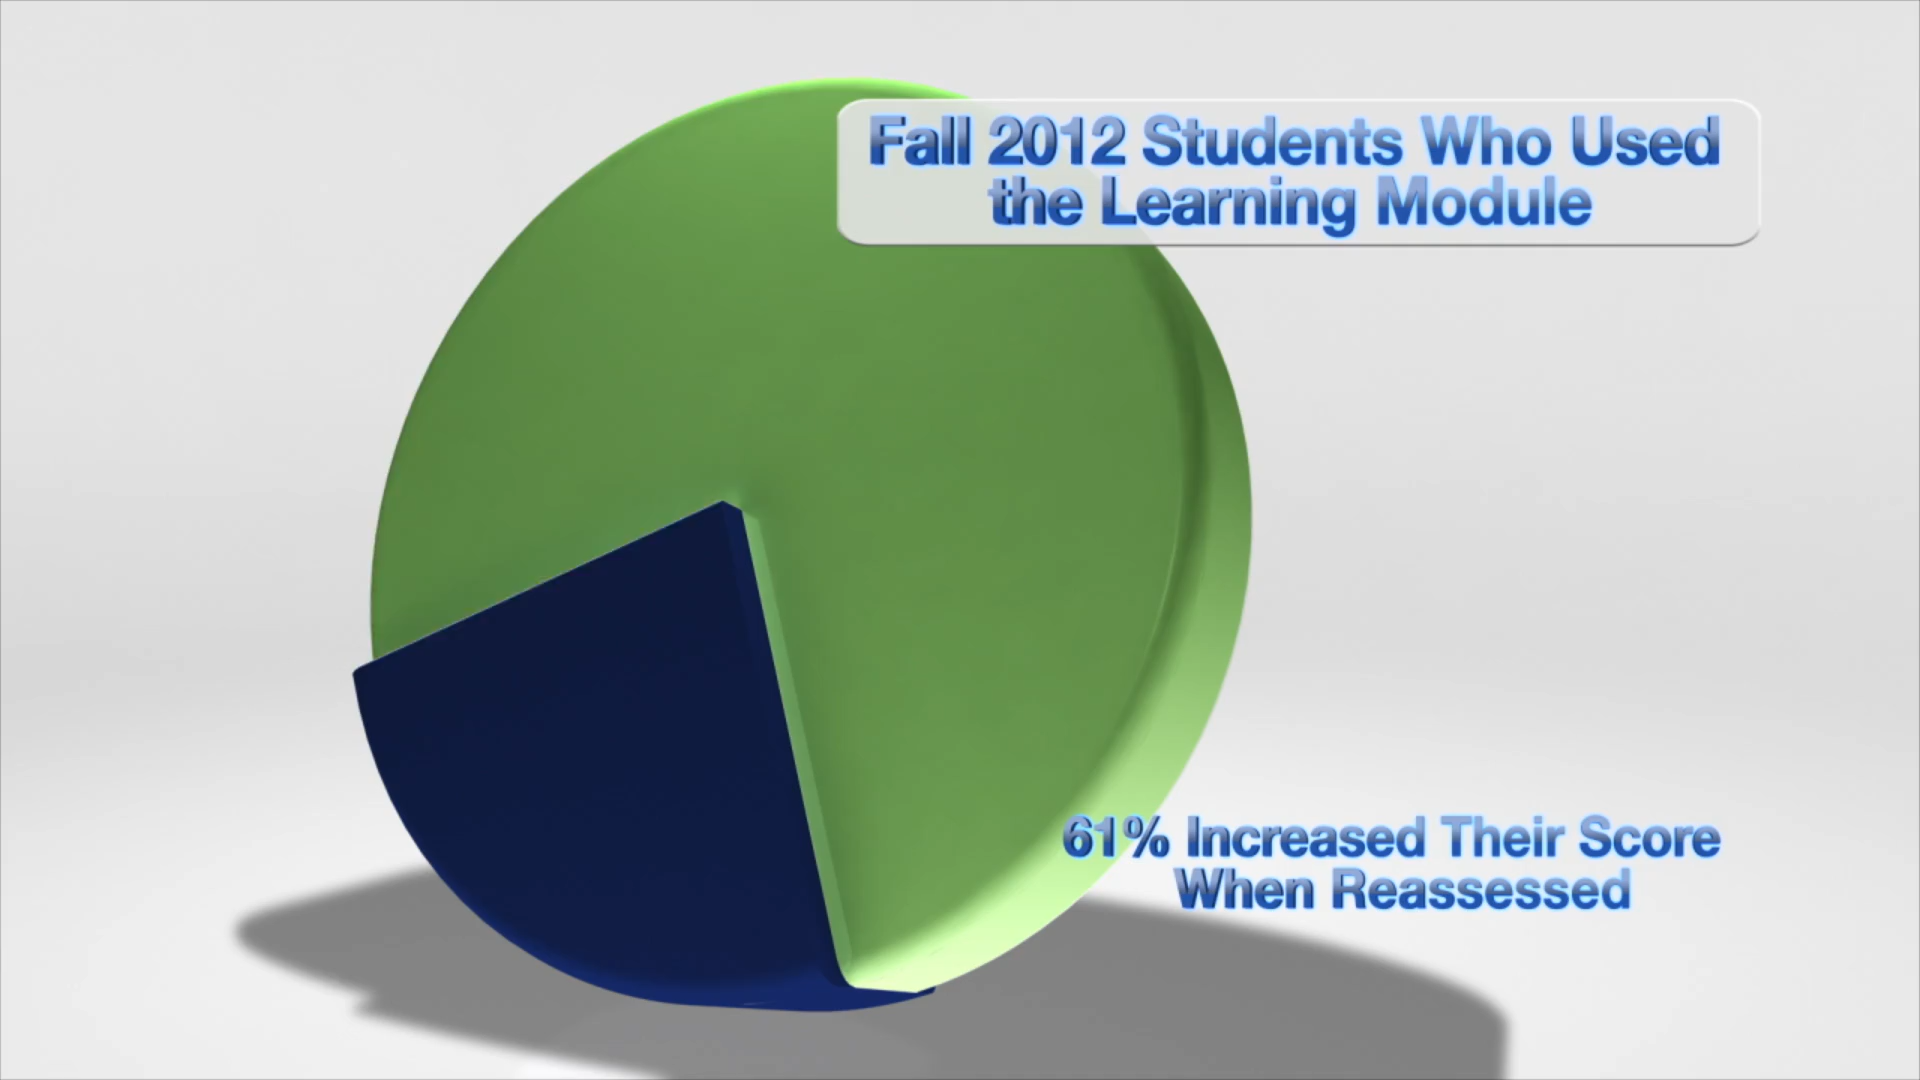 Fall 2012 Students Who Used
the Learning Module
61% Increased Their Score
When Reassessed